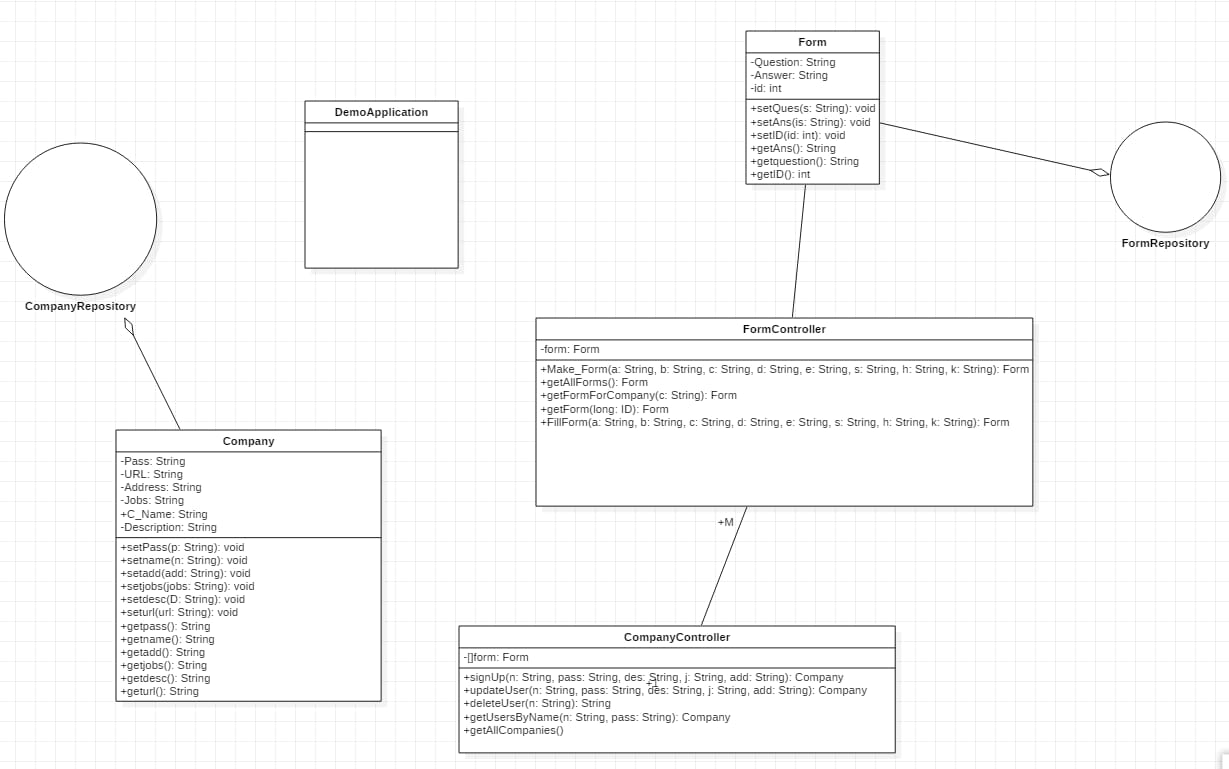 Form
-Question: String
-Answer: String
-id: int
+setQues(s: String): void
+setAns(is: String): void
+setID(id: int): void
+getAns(): String
+getquestion(): String
+getID(): int
DemoApplication
FormRepository
CompanyRepository
FormController
-form: Form
+Make_Form(a: String, b: String, c: String, d: String, e: String, s: String, h: String, k: String): Form
+getAllForms(): Form
+getFormForCompany(c: String): Form
+getForm(long: ID): Form
+FillForm(a: String, b: String, c: String, d: String, e: String, s: String, h: String, k: String): Form
Company
-Pass: String
-URL: String
-Address: String
-Jobs: String
+C_Name: String
-Description: String
+setPass(p: String): void
+setname(n: String): void
+setadd(add: String): void
+setjobs(jobs: String): void
+setdesc(D: String): void
+seturl(url: String): void
+getpass(): String
+getname(): String
+getadd(): String
+getjobs(): String
+getdesc(): String
+geturl(): String
+M
CompanyController
-[]form: Form
+signUp(n: String, pass: String, des: String, j: String, add: String): Company
+updateUser(n: String, pass: String, des: String, j: String, add: String): Company
+deleteUser(n: String): String
+getUsersByName(n: String, pass: String): Company
+getAllCompanies()